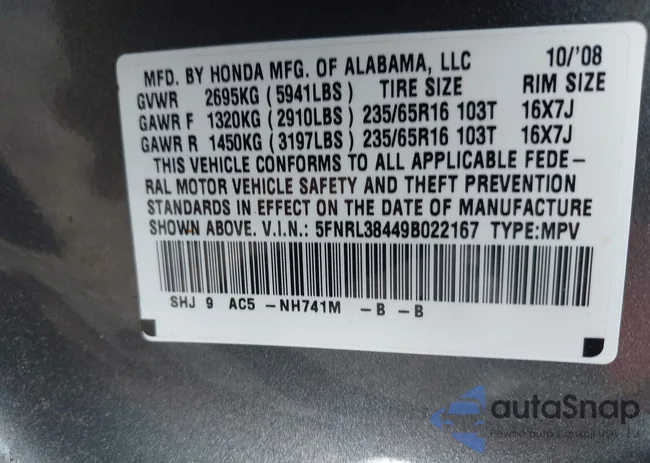 MFD. BY HONDA MFG. OF ALABAMA, LLC 10/'08
GVWR 2695KG (5941LBS) TIRE SIZE RIM SIZE
GAWR F 1320KG (2910LBS) 235/65R16 103T 16X7J
GAWR R 1450KG (3197LBS) 235/65R16 103T 16X7J
THIS VEHICLE CONFORMS TO ALL APPLICABLE FEDE-
RAL MOTOR VEHICLE SAFETY AND THEFT PREVENTION
STANDARDS IN EFFECT ON THE DATE OF MANUFACTURE
SHOWN ABOVE. V.I.N.: 5FNRL38449B022167 TYPE:MPV
SHJ 9 AC5 -NH741M -B -B
autoSnap